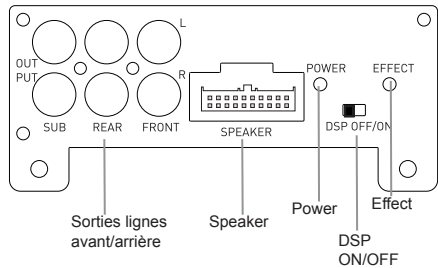 L
OUT
PUT
R
POWER
EFFECT
SUB
REAR
FRONT
SPEAKER
DSP OFF/ON
Sorties lignes
avant/arrière
Speaker
Power
Effect
DSP
ON/OFF